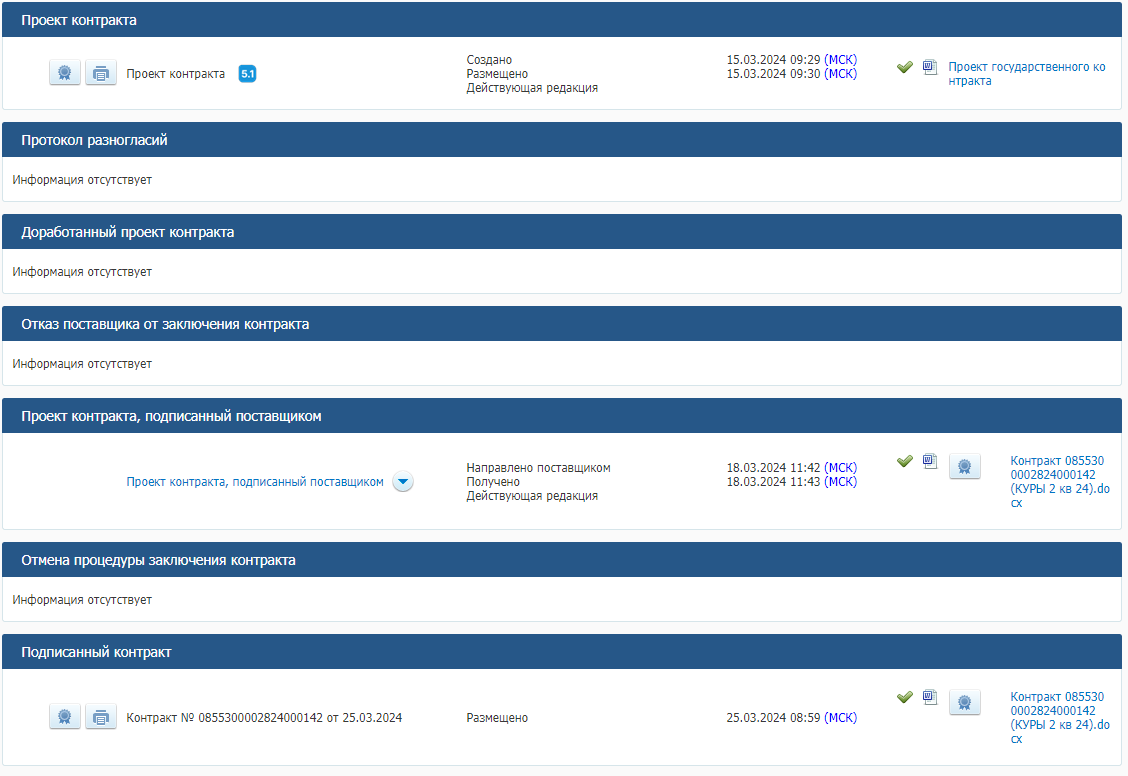 Проект контракта
Проект контракта 5.1
Создано 15.03.2024 09:29 (МСК)
Размещено 15.03.2024 09:30 (МСК)
Действующая редакция
Проект государственного ко
нтракта
Протокол разногласий
Информация отсутствует
Доработанный проект контракта
Информация отсутствует
Отказ поставщика от заключения контракта
Информация отсутствует
Проект контракта, подписанный поставщиком
Проект контракта, подписанный поставщиком
Направлено поставщиком 18.03.2024 11:42 (МСК)
Получено 18.03.2024 11:43 (МСК)
Действующая редакция
Контракт 085530
0002824000142
(КУРЫ 2 кв 24).do
cx
Отмена процедуры заключения контракта
Информация отсутствует
Подписанный контракт
Контракт № 0855300002824000142 от 25.03.2024
Размещено 25.03.2024 08:59 (МСК)
Контракт 085530
0002824000142
(КУРЫ 2 кв 24).do
cx